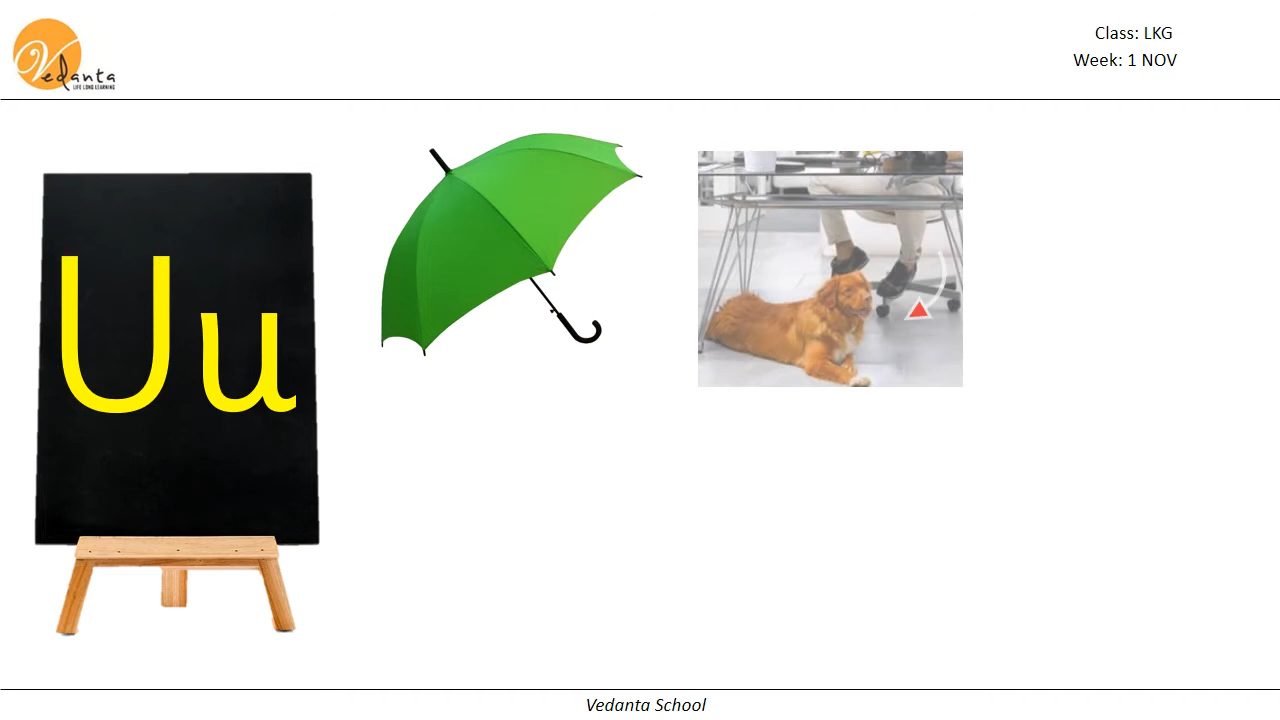 Vedanta
LIFE LONG LEARNING
Class: LKG
Week: 1 NOV
Uu
Vedanta School